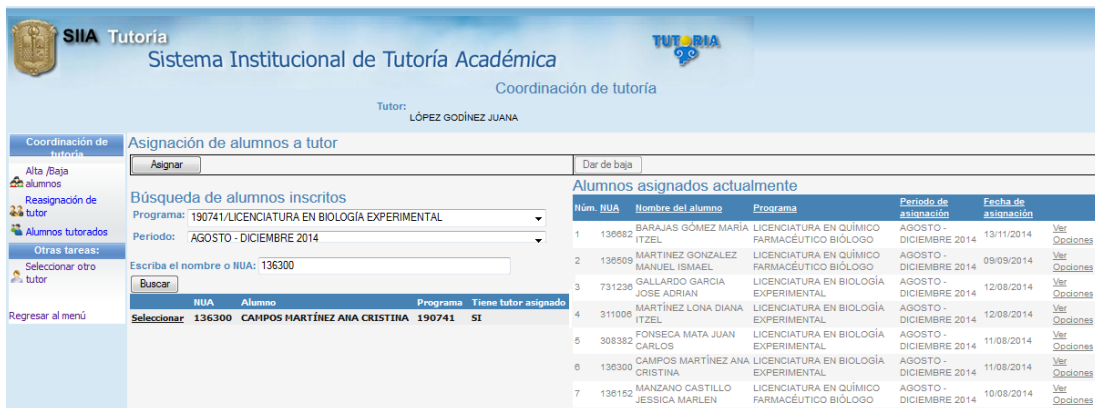 SIIA Tutoría
Sistema Institucional de Tutoría Académica
TUTORIA
Coordinación de tutoría
Tutor:
LÓPEZ GODÍNEZ JUANA
Coordinación de
tutoría
Alta /Baja
alumnos
Reasignación de
tutor
Alumnos tutorados
Otras tareas:
Seleccionar otro
tutor
Regresar al menú
Asignación de alumnos a tutor
Asignar
Búsqueda de alumnos inscritos
Programa: 190741/LICENCIATURA EN BIOLOGÍA EXPERIMENTAL
Periodo: AGOSTO - DICIEMBRE 2014
Escriba el nombre o NUA: 136300
Buscar
NUA Alumno Programa Tiene tutor asignado
Seleccionar 136300 CAMPOS MARTÍNEZ ANA CRISTINA 190741 SI
Dar de baja
Alumnos asignados actualmente
Núm. NUA Nombre del alumno Programa Periodo de asignación Fecha de asignación
1 136682 BARAJAS GÓMEZ MARÍA ITZEL LICENCIATURA EN QUÍMICO FARMACÉUTICO BIÓLOGO AGOSTO - DICIEMBRE 2014 13/11/2014 Ver Opciones
2 136509 MARTINEZ GONZALEZ MANUEL ISMAEL LICENCIATURA EN QUÍMICO FARMACÉUTICO BIÓLOGO AGOSTO - DICIEMBRE 2014 09/09/2014 Ver Opciones
3 731236 GALLARDO GARCIA JOSE ADRIAN LICENCIATURA EN BIOLOGÍA EXPERIMENTAL AGOSTO - DICIEMBRE 2014 12/08/2014 Ver Opciones
4 311006 MARTÍNEZ LONA DIANA ITZEL LICENCIATURA EN BIOLOGÍA EXPERIMENTAL AGOSTO - DICIEMBRE 2014 12/08/2014 Ver Opciones
5 308382 FONSECA MATA JUAN CARLOS LICENCIATURA EN BIOLOGÍA EXPERIMENTAL AGOSTO - DICIEMBRE 2014 11/08/2014 Ver Opciones
6 136300 CAMPOS MARTÍNEZ ANA CRISTINA LICENCIATURA EN BIOLOGÍA EXPERIMENTAL AGOSTO - DICIEMBRE 2014 11/08/2014 Ver Opciones
7 136152 MANZANO CASTILLO JESSICA MARLEN LICENCIATURA EN QUÍMICO FARMACÉUTICO BIÓLOGO AGOSTO - DICIEMBRE 2014 10/08/2014 Ver Opciones